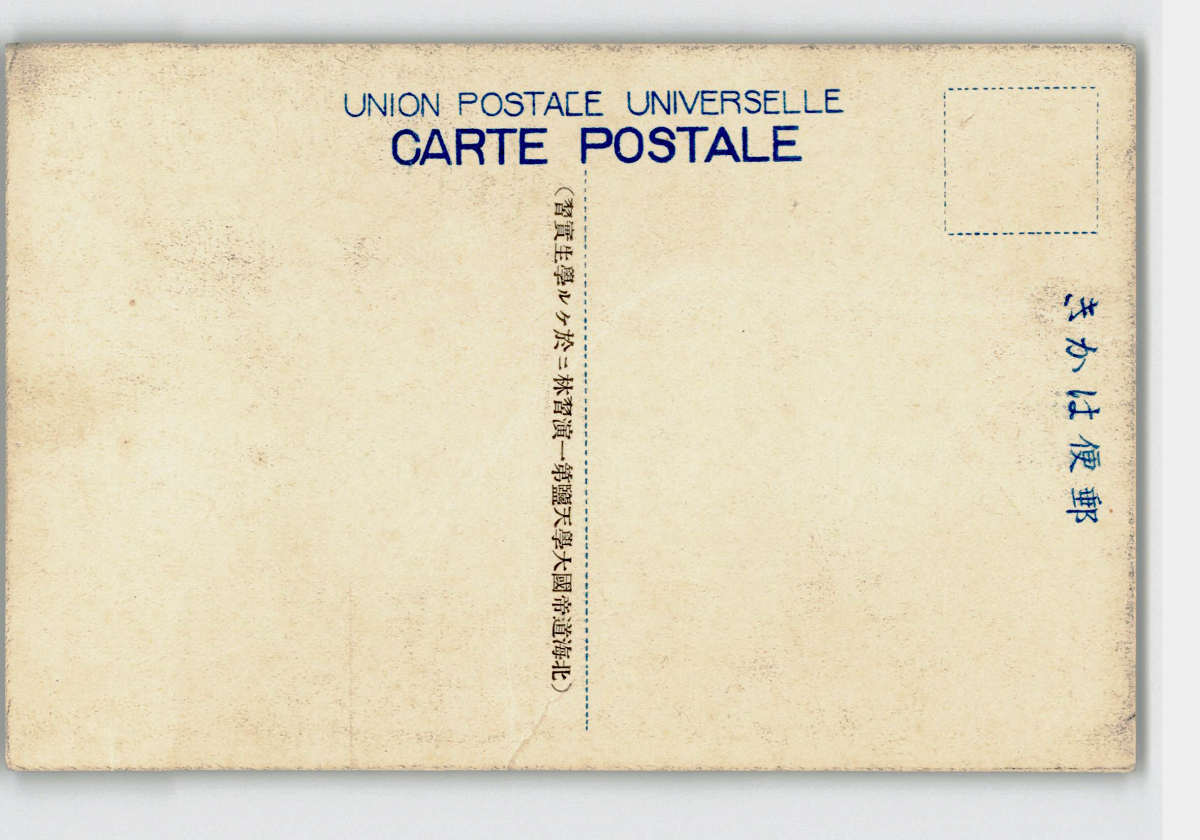 UNION POSTALE UNIVERSELLE
CARTE POSTALE
郵便はかき
（北海道帝國大學天鹽第一演習林ニ於ケル學生實習）